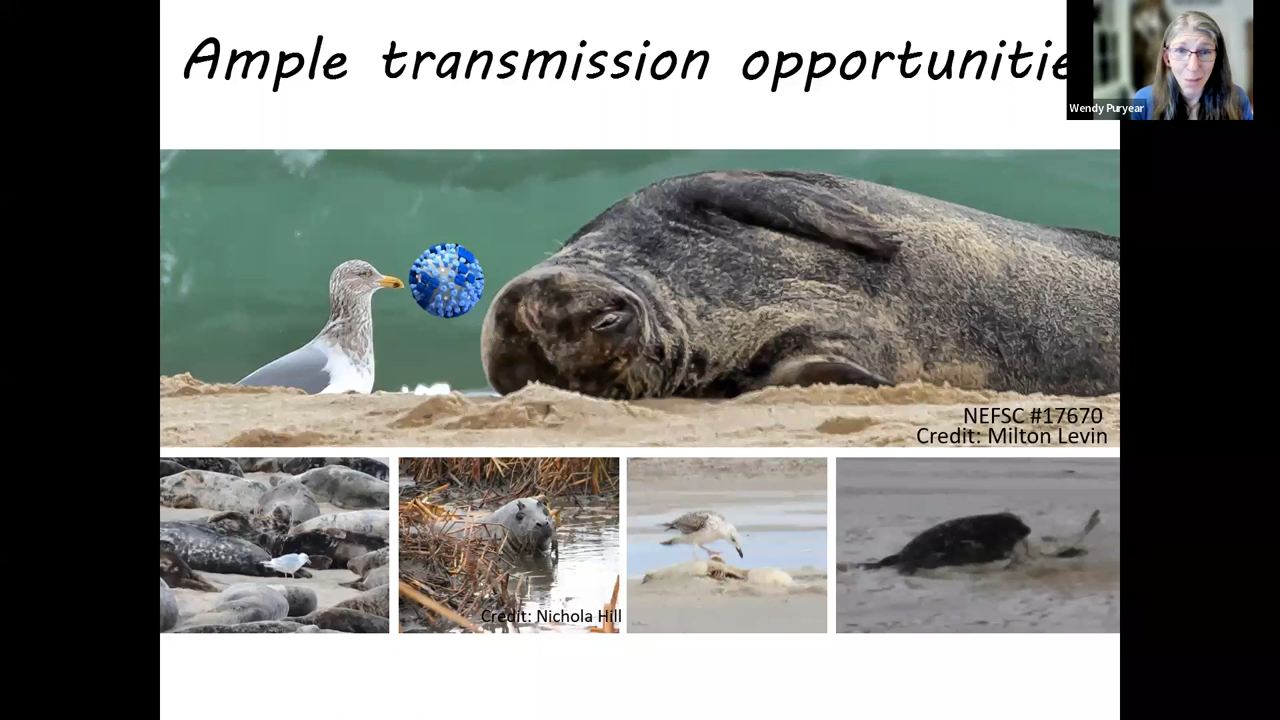 Ample transmission opportunitie
Wendy Puryear
NEFSC #17670
Credit: Milton Levin
Credit: Nichola Hill